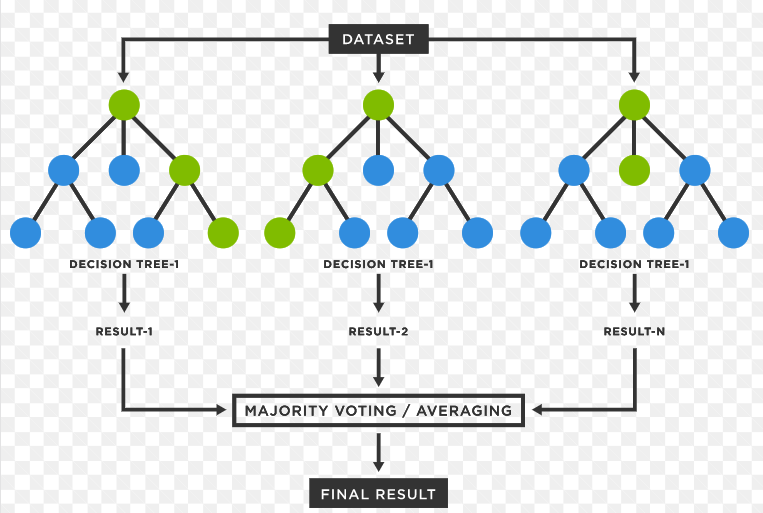 DATASET
DECISION TREE-1
DECISION TREE-1
DECISION TREE-1
RESULT-1
RESULT-2
RESULT-N
MAJORITY VOTING / AVERAGING
FINAL RESULT